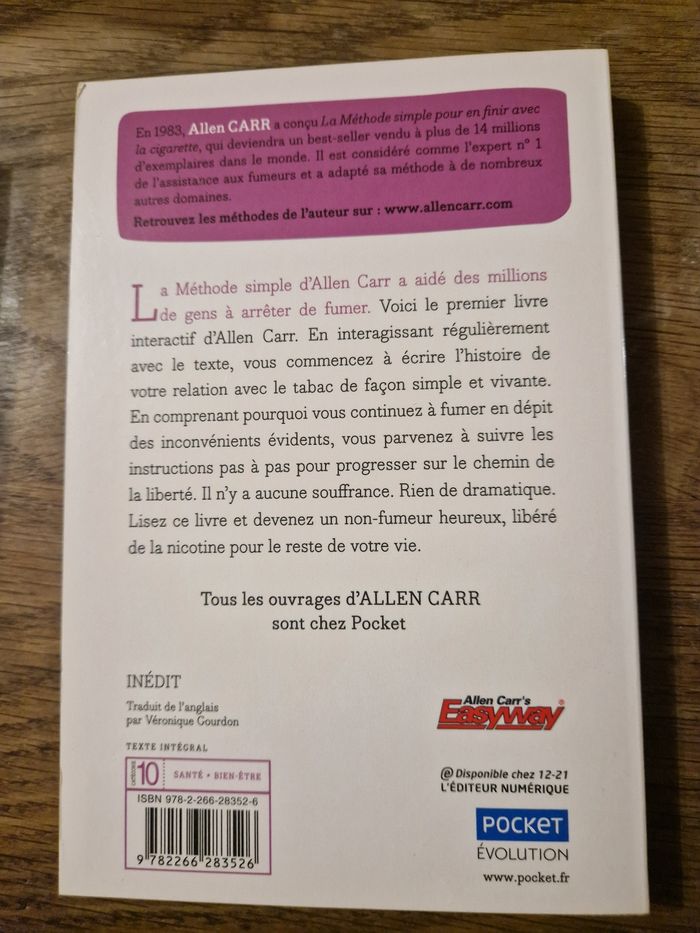 En 1983, Allen CARR a conçu La Méthode simple pour en finir avec
la cigarette, qui deviendra un best-seller vendu à plus de 14 millions
d'exemplaires dans le monde. Il est considéré comme l'expert n° 1
de l'assistance aux fumeurs et a adapté sa méthode à de nombreux
autres domaines.
Retrouvez les méthodes de l'auteur sur : www.allencarr.com
La Méthode simple d'Allen Carr a aidé des millions
de gens à arrêter de fumer. Voici le premier livre
interactif d'Allen Carr. En interagissant régulièrement
avec le texte, vous commencez à écrire l'histoire de
votre relation avec le tabac de façon simple et vivante.
En comprenant pourquoi vous continuez à fumer en dépit
des inconvénients évidents, vous parvenez à suivre les
instructions pas à pas pour progresser sur le chemin de
la liberté. Il n'y a aucune souffrance. Rien de dramatique.
Lisez ce livre et devenez un non-fumeur heureux, libéré
de la nicotine pour le reste de votre vie.
Tous les ouvrages d'ALLEN CARR
sont chez Pocket
INÉDIT
Traduit de l'anglais
par Véronique Gourdon
TEXTE INTÉGRAL
10 SANTÉ • BIEN-ÊTRE
ISBN 978-2-266-28352-6
9 782266 283526
Allen Carr's
Easyway®
@ Disponible chez 12-21
L'ÉDITEUR NUMÉRIQUE
POCKET
ÉVOLUTION
www.pocket.fr